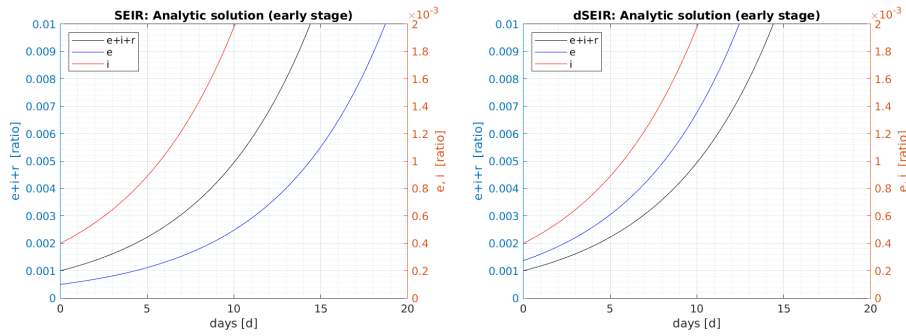 SEIR: Analytic solution (early stage)
×10⁻³
0.01
0.009
0.008
0.007
0.006
0.005
0.004
0.003
0.002
0.001
0
e+i+r [ratio]
e+i+r
e
i
2
1.8
1.6
1.4
1.2
1
0.8
0.6
0.4
0.2
0
e, i [ratio]
0 5 10 15 20
days [d]
dSEIR: Analytic solution (early stage)
×10⁻³
0.01
0.009
0.008
0.007
0.006
0.005
0.004
0.003
0.002
0.001
0
e+i+r [ratio]
e+i+r
e
i
2
1.8
1.6
1.4
1.2
1
0.8
0.6
0.4
0.2
0
e, i [ratio]
0 5 10 15 20
days [d]